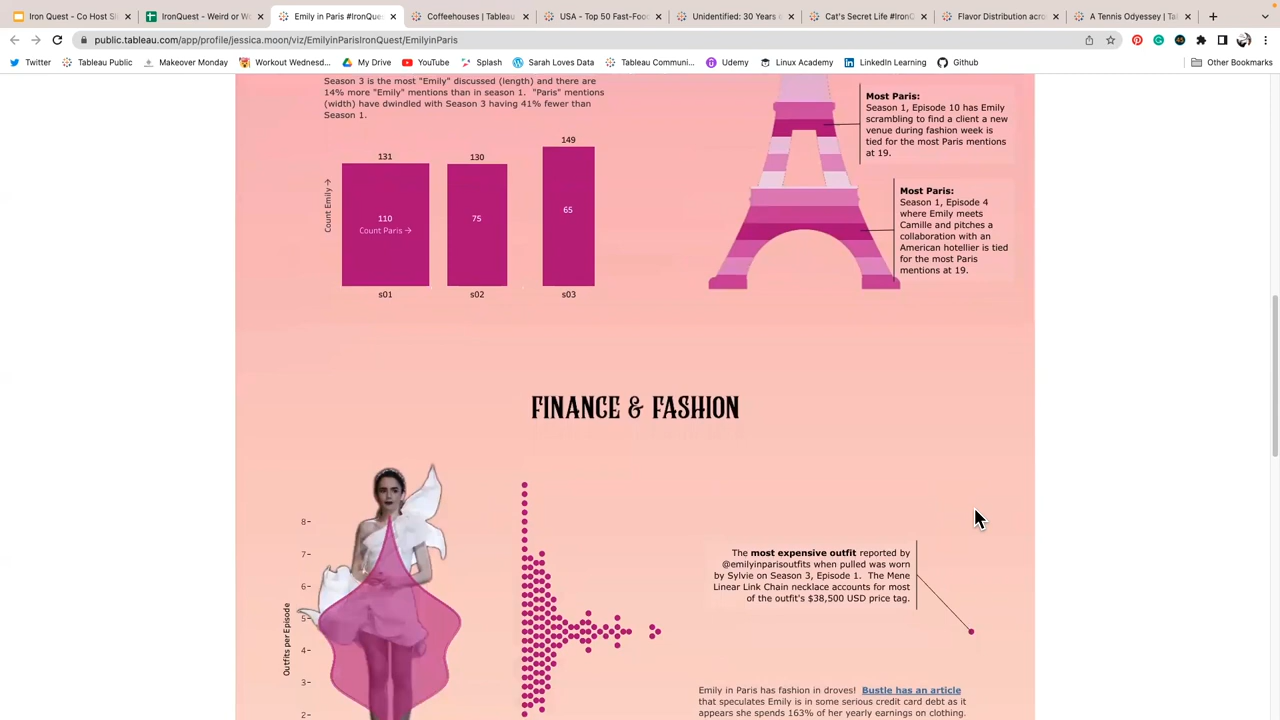 Iron Quest - Co Host Sl
IronQuest - Weird or W
Emily in Paris #IronQue
Coffeehouses | Tableau
USA - Top 50 Fast-Foo
Unidentified: 30 Years
Cat's Secret Life #IronQ
Flavor Distribution acr
A Tennis Odyessey | Ta
public.tableau.com/app/profile/jessica.moon/viz/EmilyinParisIronQuest/EmilyinParis
Twitter
Tableau Public
Makeover Monday
Workout Wednesd...
My Drive
YouTube
Splash
Sarah Loves Data
Tableau Communi...
Udemy
Linux Academy
LinkedIn Learning
Github
Other Bookmarks
Season 3 is the most "Emily" discussed (length) and there are
14% more "Emily" mentions than in season 1. "Paris" mentions
(width) have dwindled with Season 3 having 41% fewer than
Season 1.
131
130
149
Count Emily →
110
75
65
Count Paris →
s01
s02
s03
Most Paris:
Season 1, Episode 10 has Emily
scrambling to find a client a new
venue during fashion week is
tied for the most Paris mentions
at 19.
Most Paris:
Season 1, Episode 4
where Emily meets
Camille and pitches a
collaboration with an
American hotellier is tied
for the most Paris
mentions at 19.
FINANCE & FASHION
8
7
6
5
4
3
2
Outfits per Episode
The most expensive outfit reported by
@emilyinparisoutfits when pulled was worn
by Sylvie on Season 3, Episode 1. The Mene
Linear Link Chain necklace accounts for most
of the outfit's $38,500 USD price tag.
Emily in Paris has fashion in droves! Bustle has an article
that speculates Emily is in some serious credit card debt as it
appears she spends 163% of her yearly earnings on clothing.